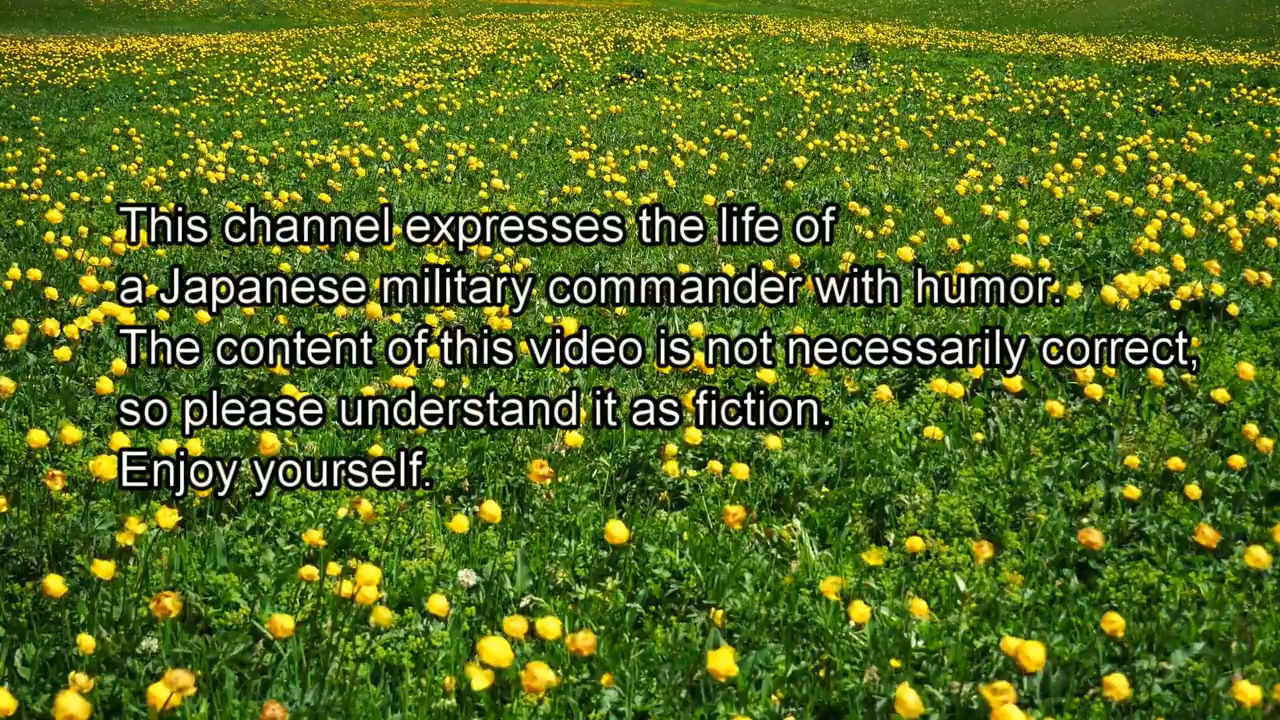 This channel expresses the life of
a Japanese military commander with humor.
The content of this video is not necessarily correct,
so please understand it as fiction.
Enjoy yourself.